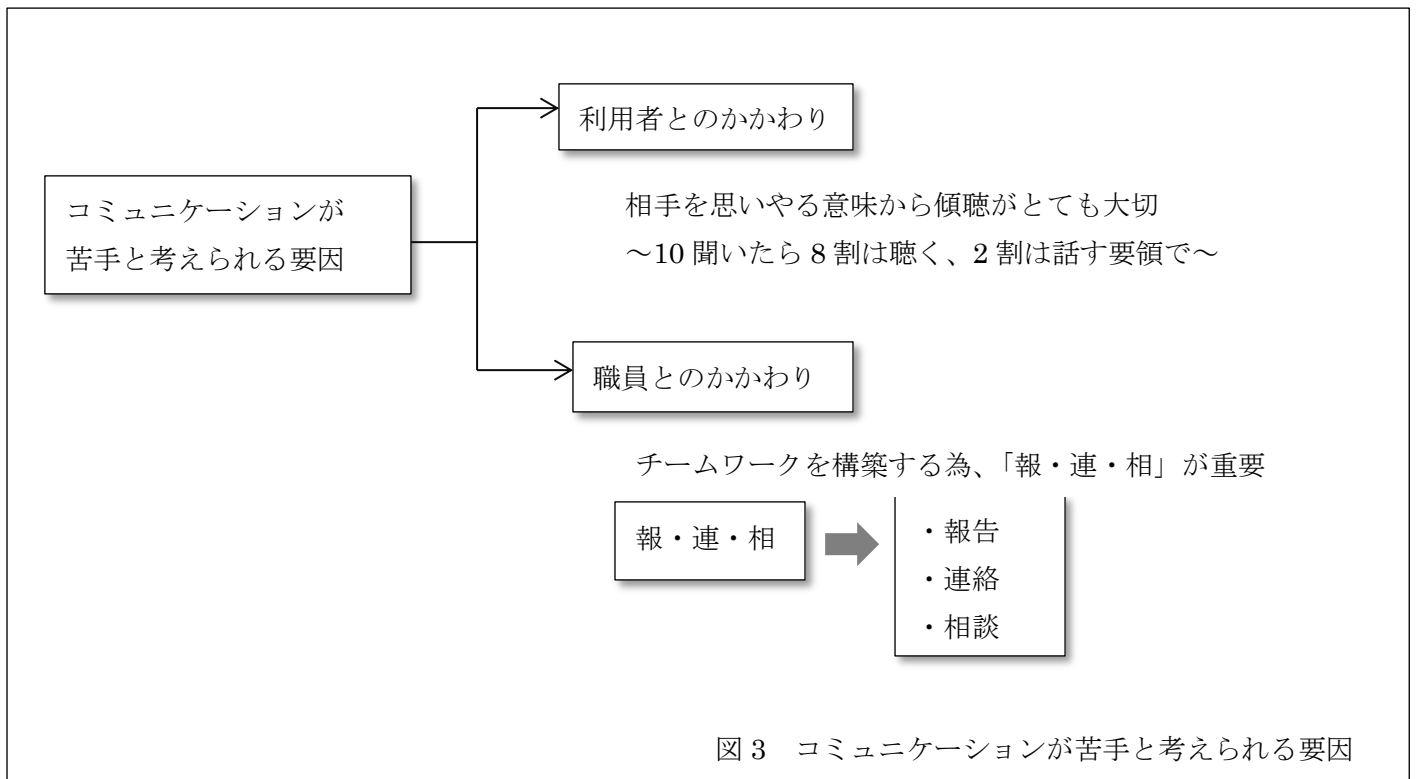 利用者とのかかわり
コミュニケーションが
苦手と考えられる要因
相手を思いやる意味から傾聴がとても大切
～10 聞いたら 8 割は聴く、2 割は話す要領で～
職員とのかかわり
チームワークを構築する為、「報・連・相」が重要
報・連・相
・報告
・連絡
・相談
図 3　コミュニケーションが苦手と考えられる要因